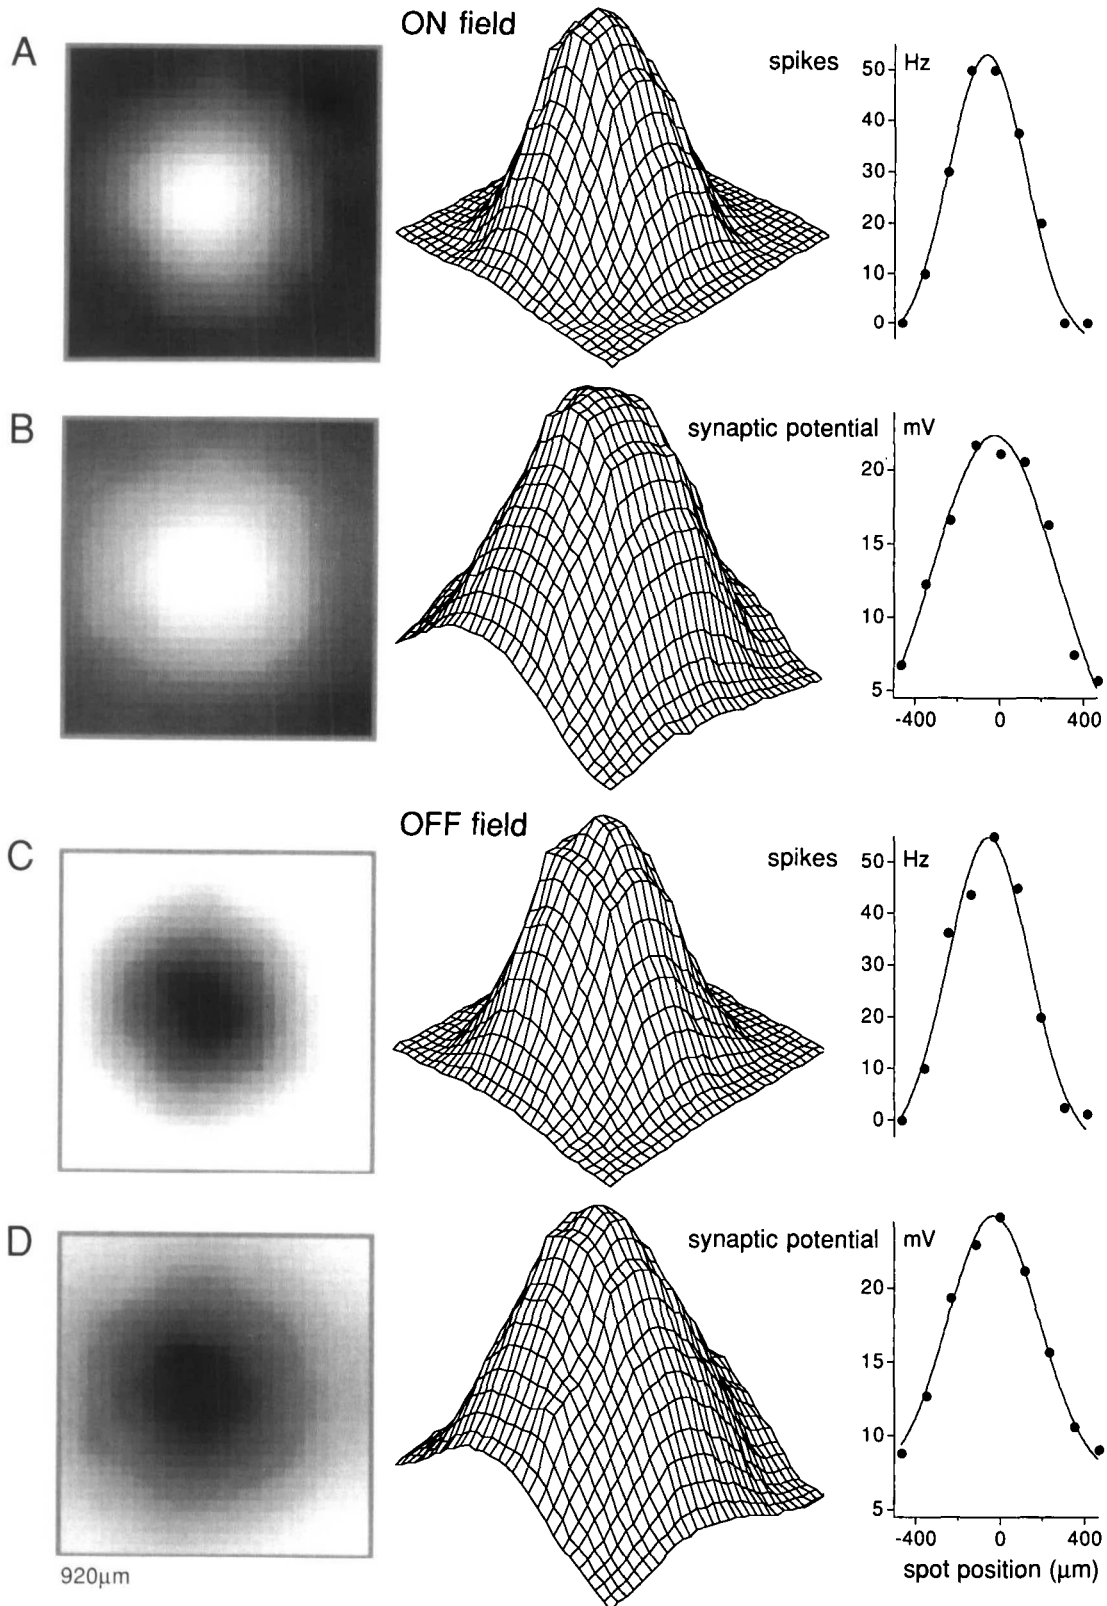 A
ON field
spikes
Hz
50
40
30
20
10
0
B
synaptic potential
mV
20
15
10
5
-400
0
400
C
OFF field
spikes
Hz
50
40
30
20
10
0
D
synaptic potential
mV
20
15
10
5
-400
0
400
920μm
spot position (μm)